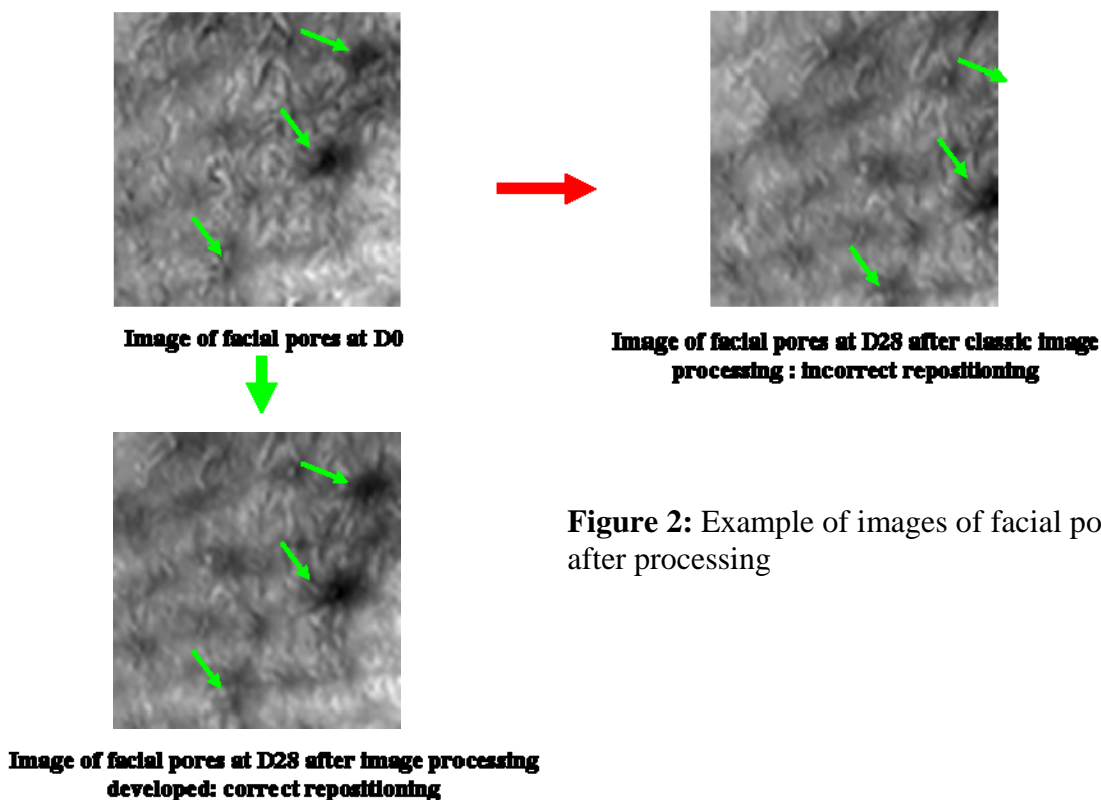 Image of facial pores at D0
Image of facial pores at D28 after classic image
processing : incorrect repositioning
Figure 2: Example of images of facial po
after processing
Image of facial pores at D28 after image processing
developed: correct repositioning